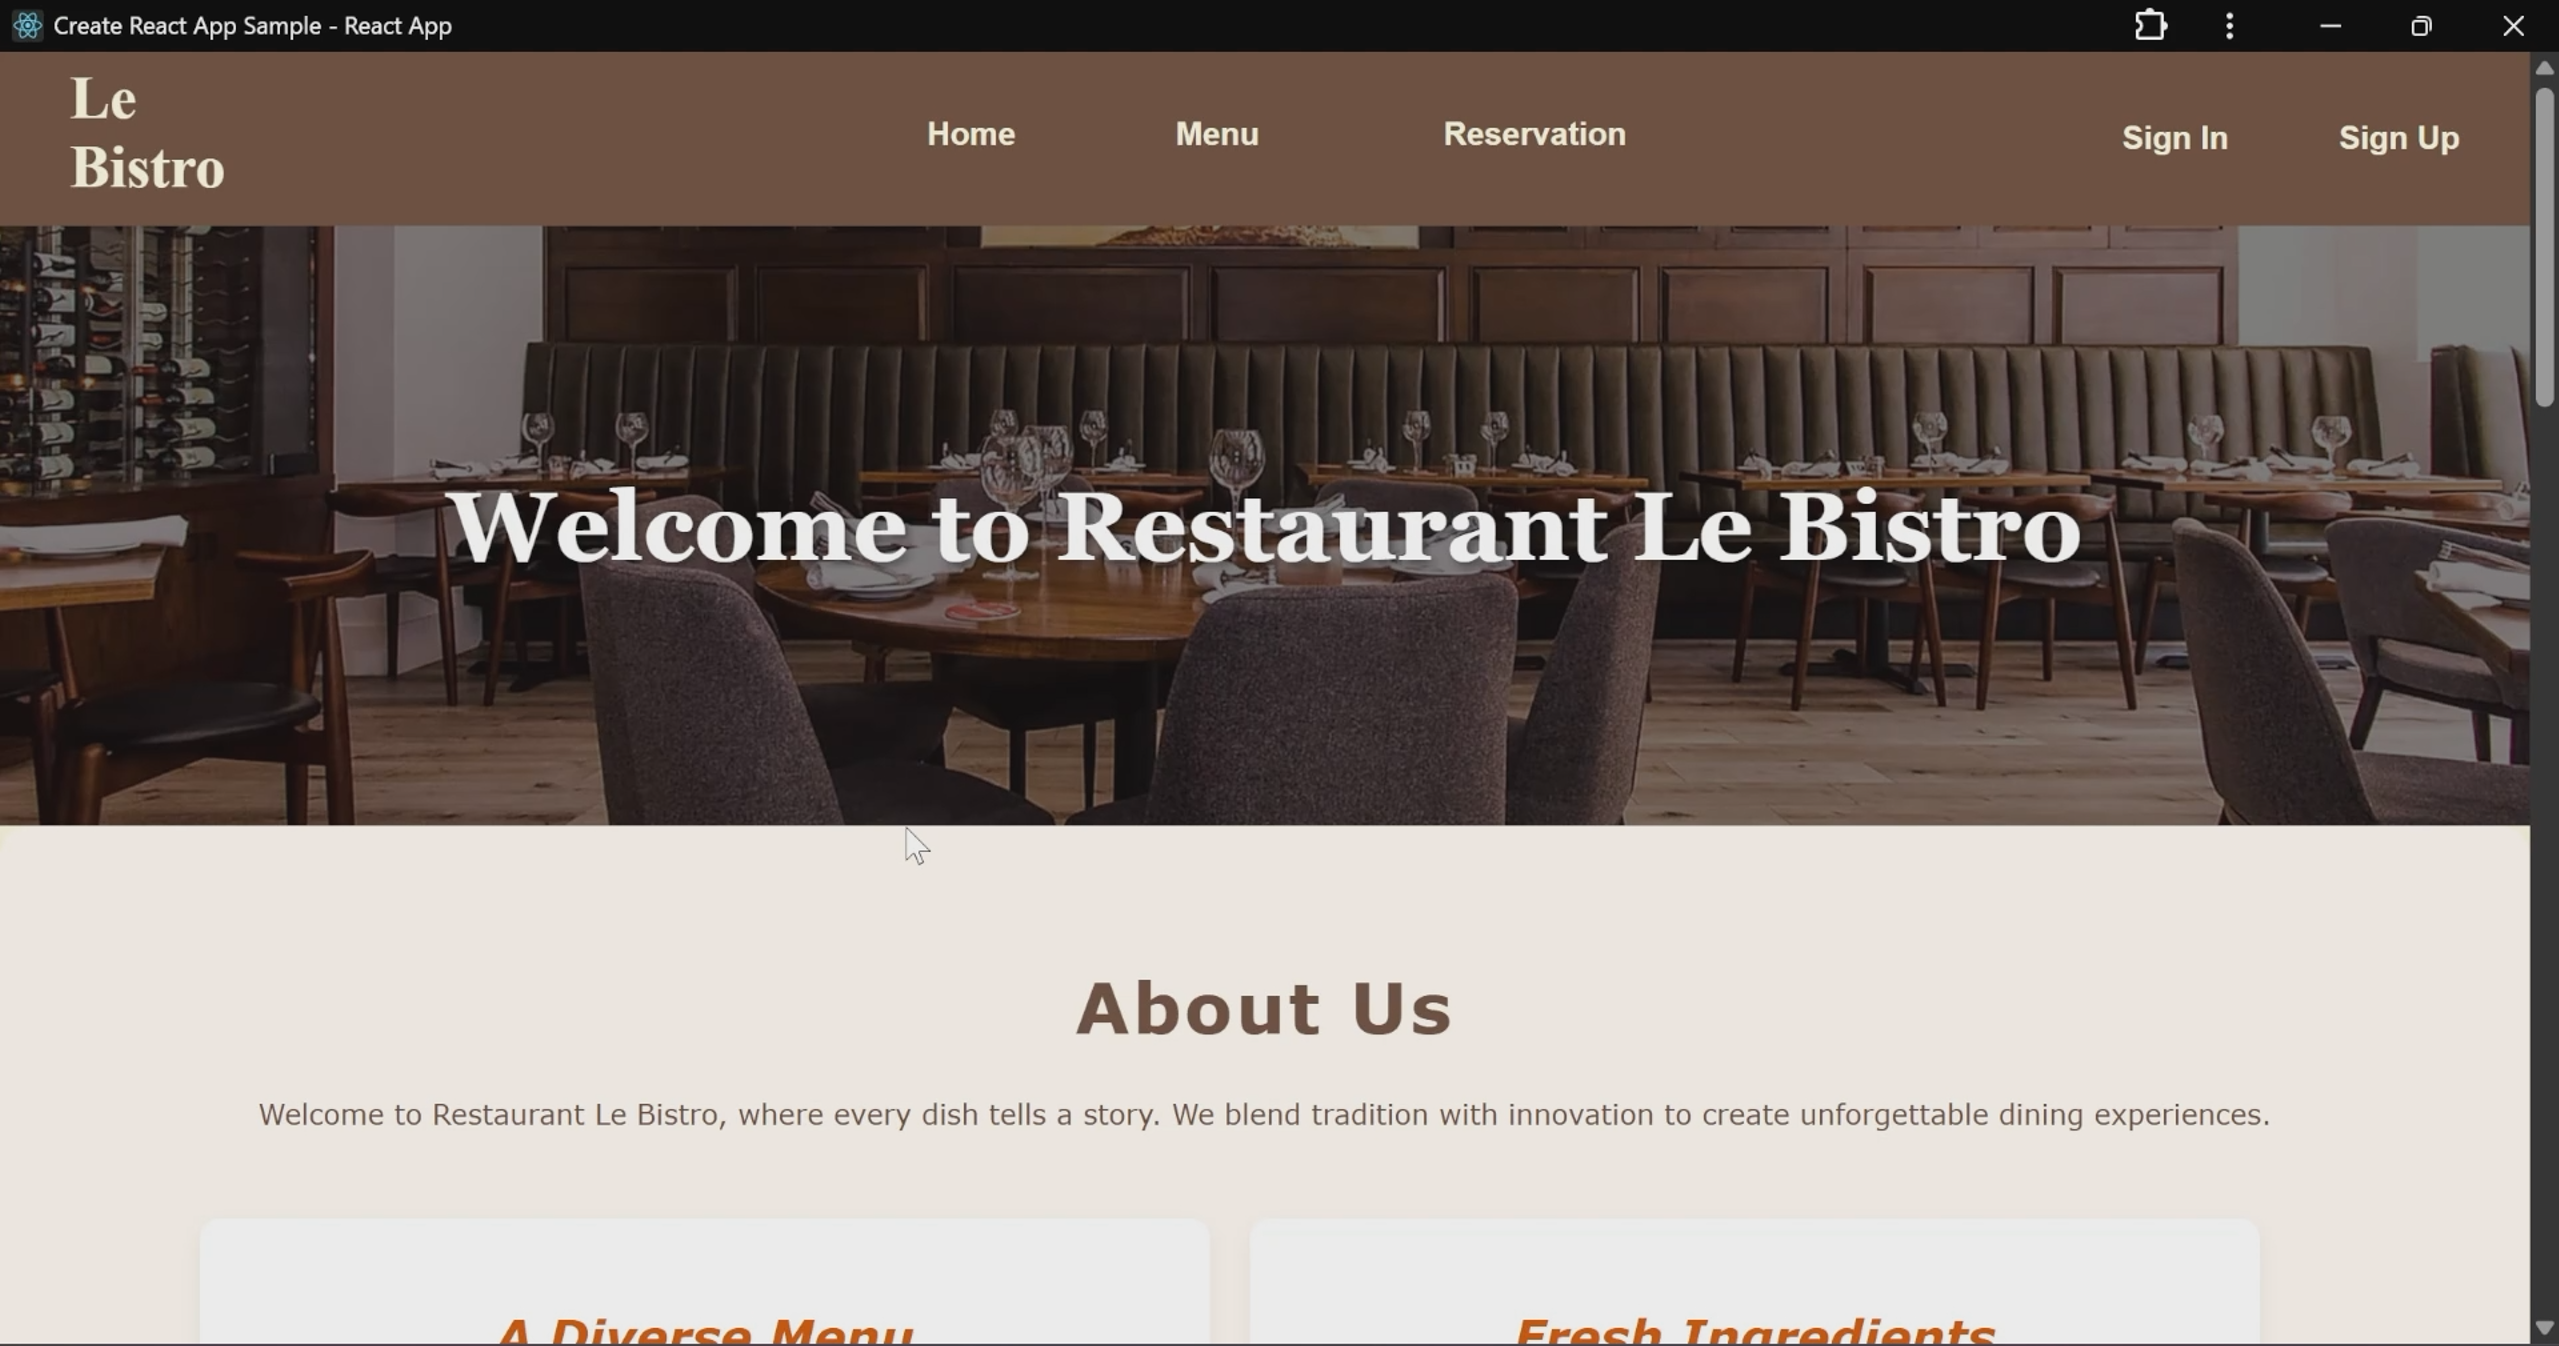 Create React App Sample - React App
Le
Bistro
Home Menu Reservation Sign In Sign Up
Welcome to Restaurant Le Bistro
About Us
Welcome to Restaurant Le Bistro, where every dish tells a story. We blend tradition with innovation to create unforgettable dining experiences.
A Diverse Menu Fresh Ingredients